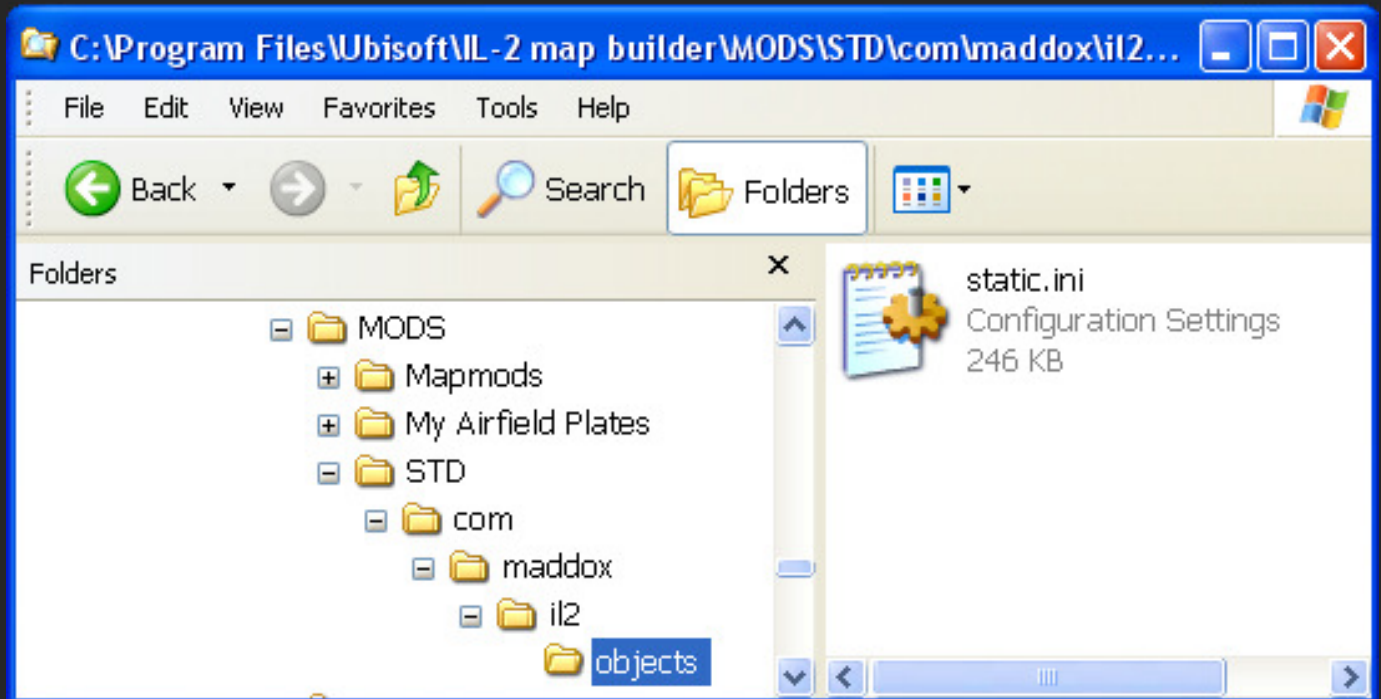 C:\Program Files\Ubisoft\IL-2 map builder\MODS\STD\com\maddox\il2...
File Edit View Favorites Tools Help
Back Search Folders
Folders
MODS
Mapmods
My Airfield Plates
STD
com
maddox
il2
objects
static.ini
Configuration Settings
246 KB